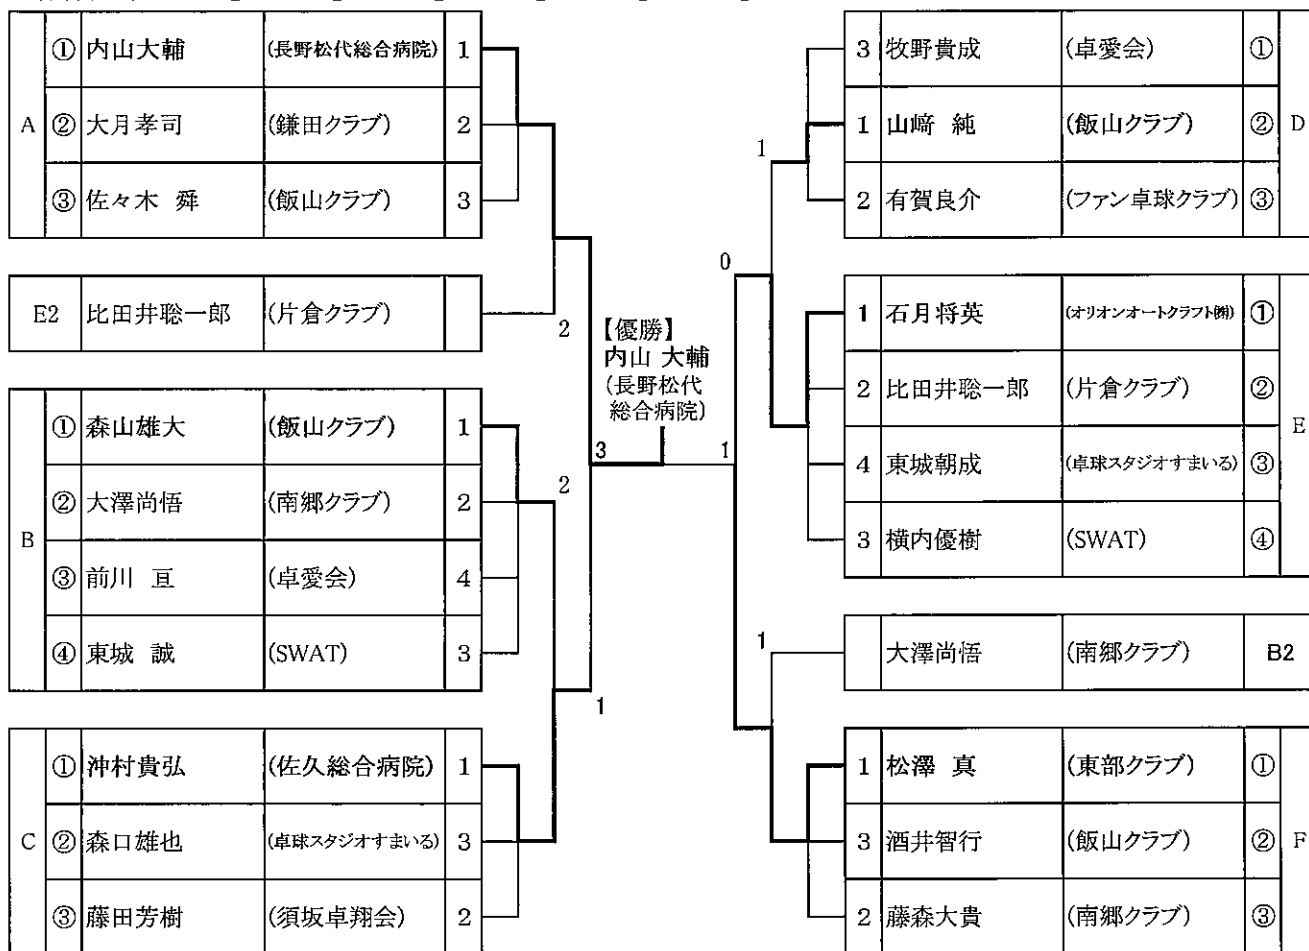 A
① 内山大輔 (長野松代総合病院) 1
② 大月孝司 (鎌田クラブ) 2
③ 佐々木 舜 (飯山クラブ) 3
E2 比田井聡一郎 (片倉クラブ)
2
B
① 森山雄大 (飯山クラブ) 1
② 大澤尚悟 (南郷クラブ) 2
③ 前川 亘 (卓愛会) 4
④ 東城 誠 (SWAT) 3
2
C
① 沖村貴弘 (佐久総合病院) 1
② 森口雄也 (卓球スタジオすまいる) 3
③ 藤田芳樹 (須坂卓翔会) 2
1
【優勝】
内山 大輔
(長野松代
総合病院)
3 1
3 牧野貴成 (卓愛会) ①
1 山﨑 純 (飯山クラブ) ②
2 有賀良介 (ファン卓球クラブ) ③
D
1
0
1 石月将英 (オリオンオートクラフト㈱) ①
2 比田井聡一郎 (片倉クラブ) ②
4 東城朝成 (卓球スタジオすまいる) ③
3 横内優樹 (SWAT) ④
E
1
大澤尚悟 (南郷クラブ) B2
1 松澤 真 (東部クラブ) ①
3 酒井智行 (飯山クラブ) ②
2 藤森大貴 (南郷クラブ) ③
F